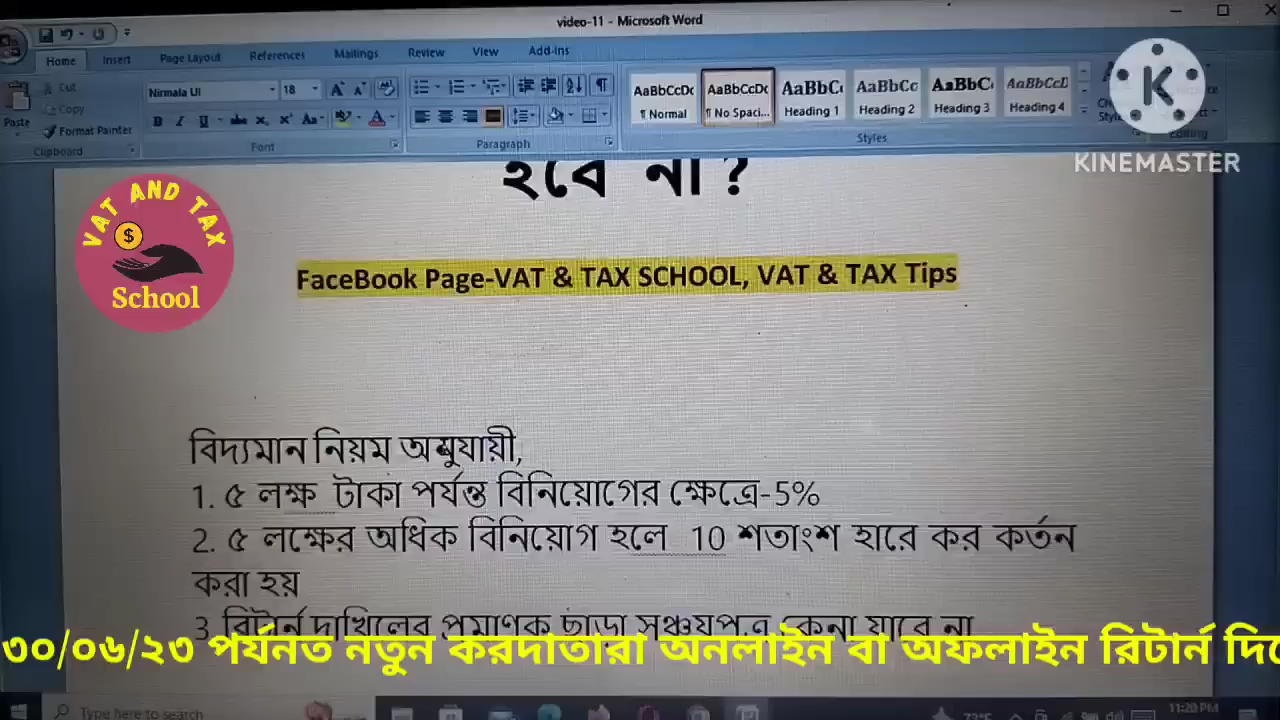 video-11 - Microsoft Word
Home Insert Page Layout References Mailings Review View Add-Ins
Cut
Copy
Format Painter
Paste
Nirmala UI 18
AaBbCcDc AaBbCcDc AaBbC AaBbCc AaBbC AaBbCcD
¶ Normal ¶ No Spaci... Heading 1 Heading 2 Heading 3 Heading 4
Clipboard Font Paragraph Styles Editing
KINEMASTER
হবে না ?
VAT AND TAX
$
School
FaceBook Page-VAT & TAX SCHOOL, VAT & TAX Tips
বিদ্যমান নিয়ম অনুযায়ী,
1. ৫ লক্ষ টাকা পর্যন্ত বিনিয়োগের ক্ষেত্রে-5%
2. ৫ লক্ষের অধিক বিনিয়োগ হলে 10 শতাংশ হারে কর কর্তন
করা হয়
3 রিটার্ন দাখিলের প্রমাণক ছাড়া সঞ্চয়পত্র কেনা যাবে না
৩০/০৬/২৩ পর্যনত নতুন করদাতারা অনলাইন বা অফলাইন রিটার্ন দি
Type here to search
11:20 PM